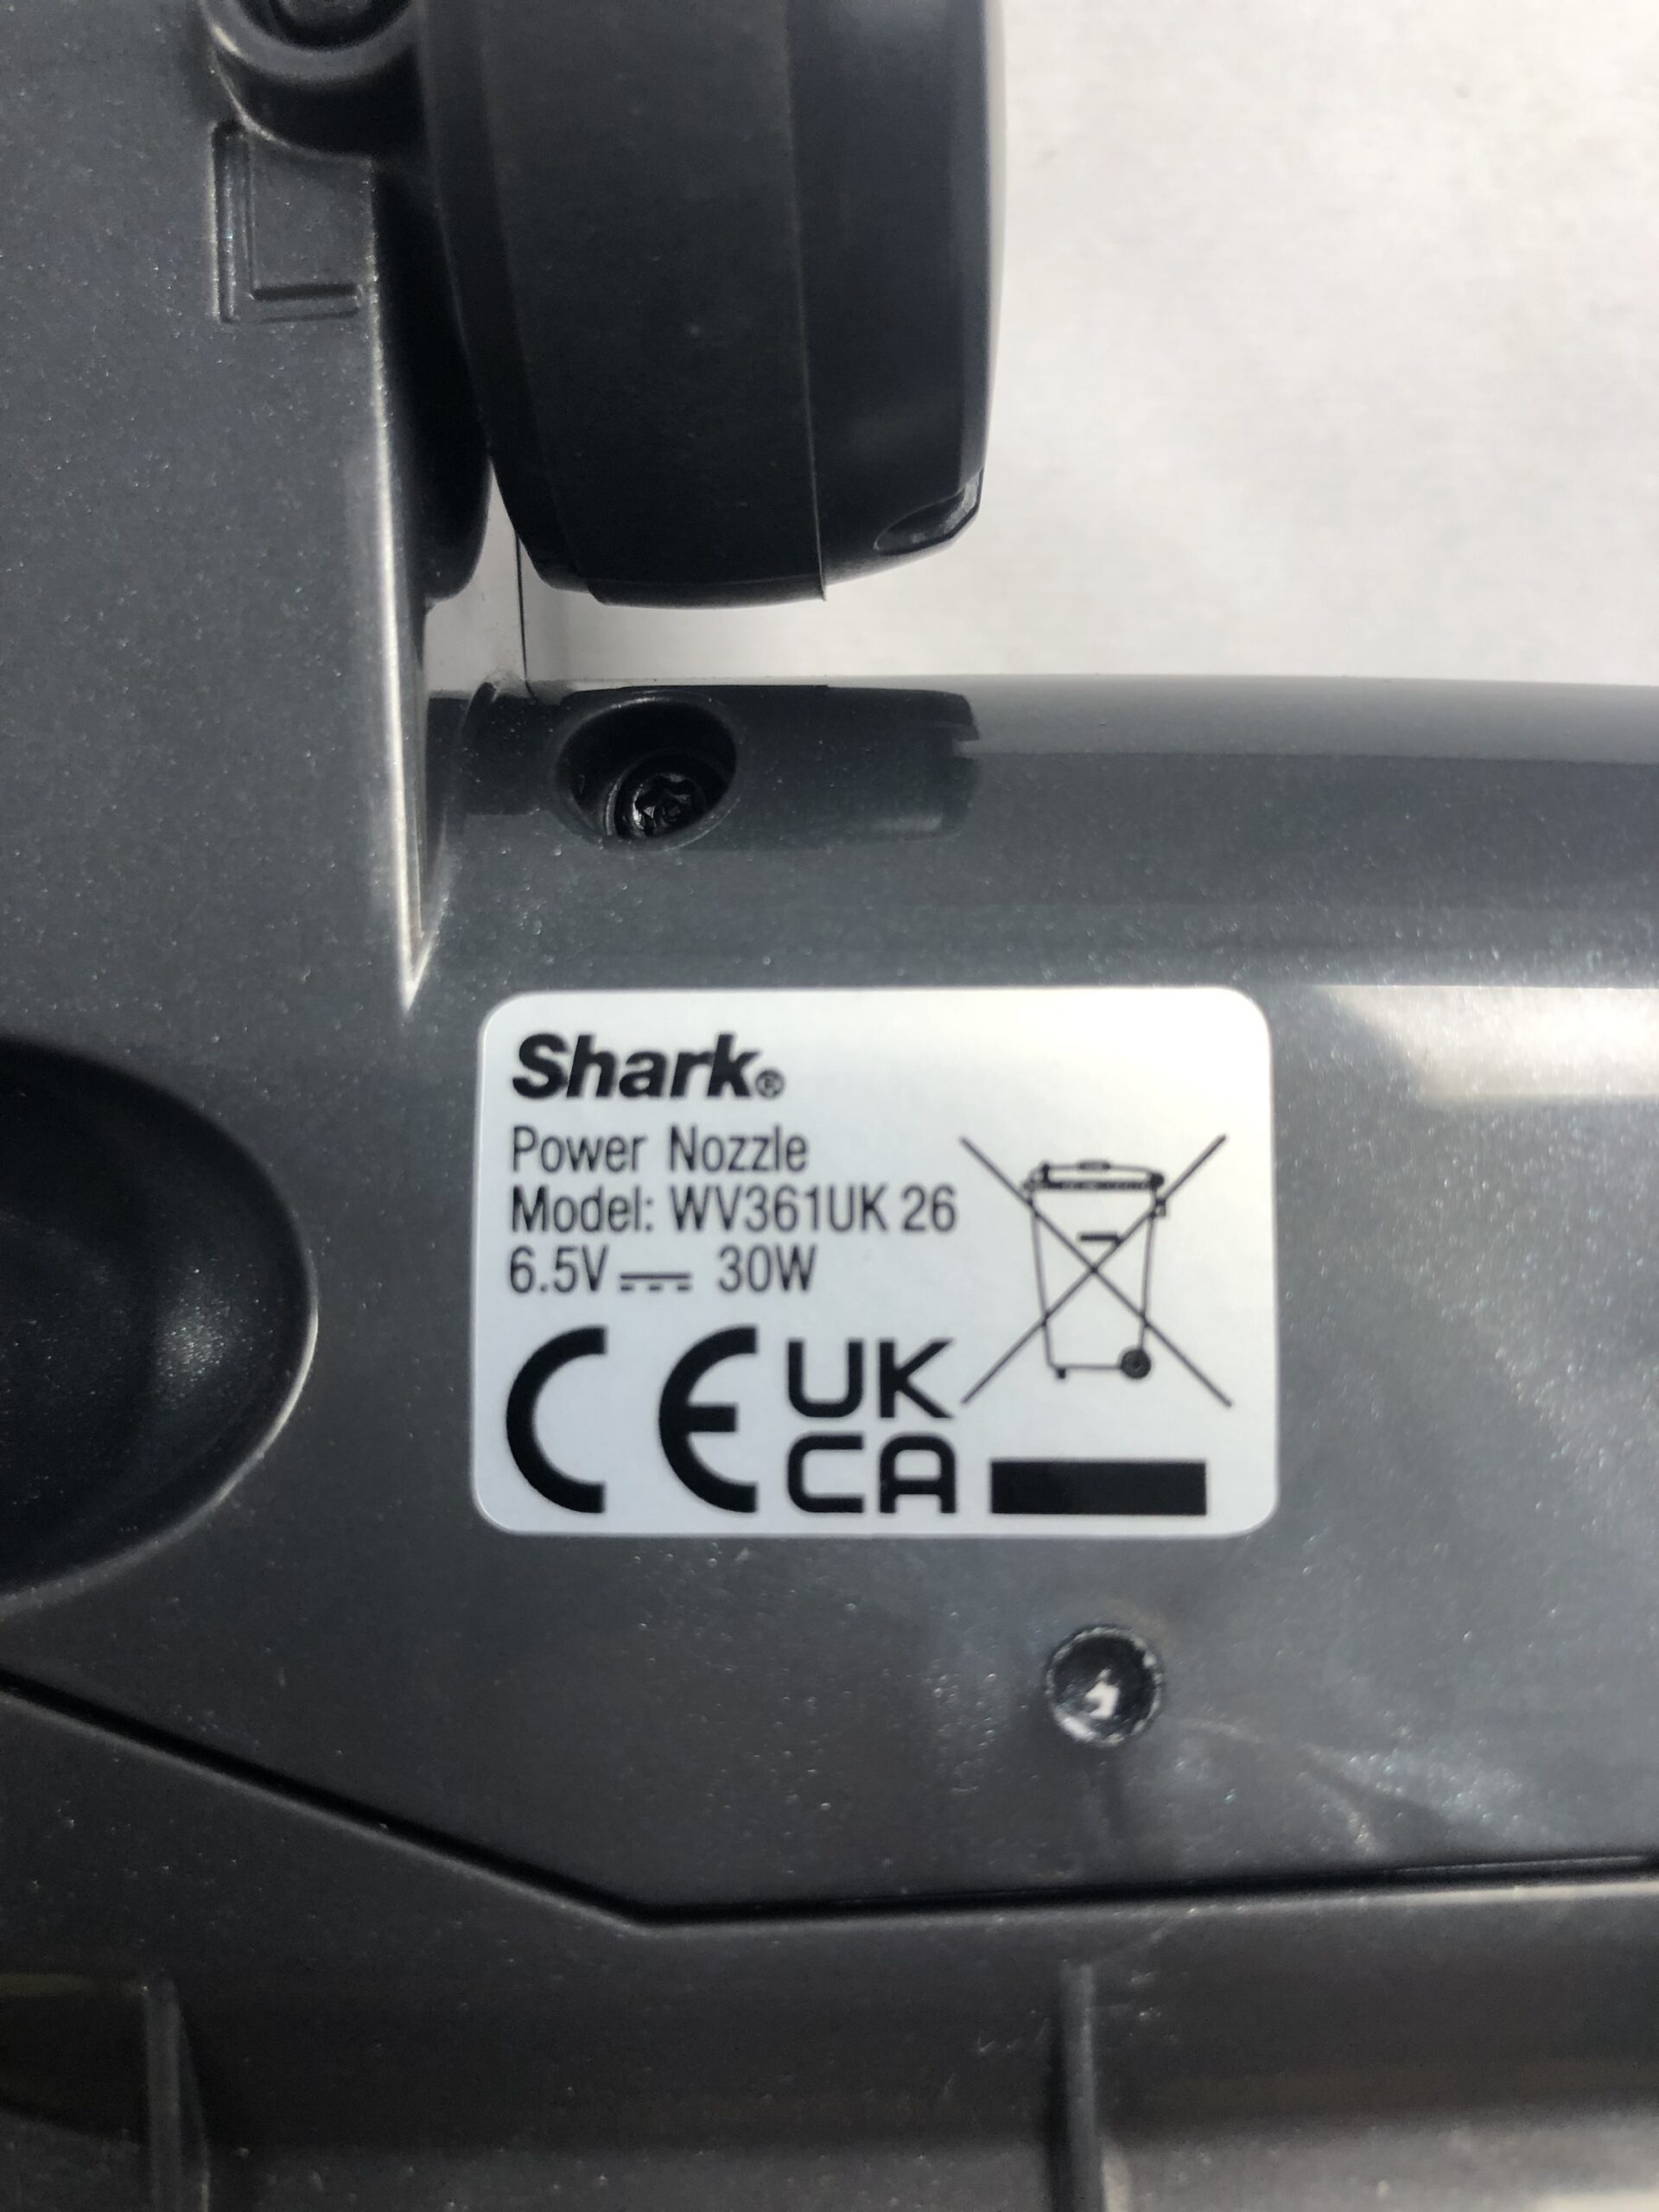 Shark®
Power Nozzle
Model: WV361UK 26
6.5V ⎓ 30W
CE UK
CA